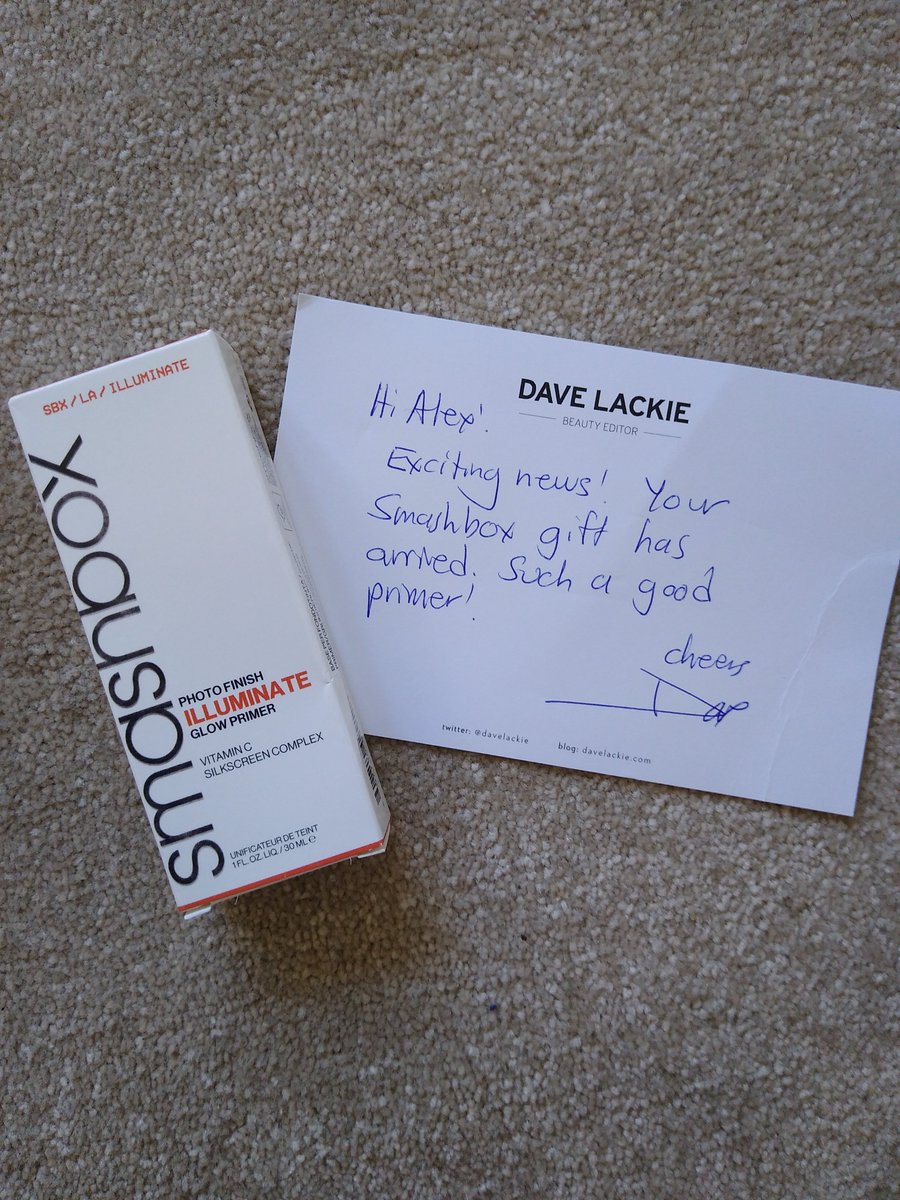 SBX / LA / ILLUMINATE
smashbox
PHOTO FINISH
ILLUMINATE
GLOW PRIMER
VITAMIN C
SILKSCREEN COMPLEX
UNIFICATEUR DE TEINT
1 FL. OZ. LIQ. / 30 ML ℮
DAVE LACKIE
BEAUTY EDITOR
Hi Alex!
Exciting news! Your
Smashbox gift has
arrived. Such a good
primer!
cheers
Dave
twitter: @davelackie blog: davelackie.com